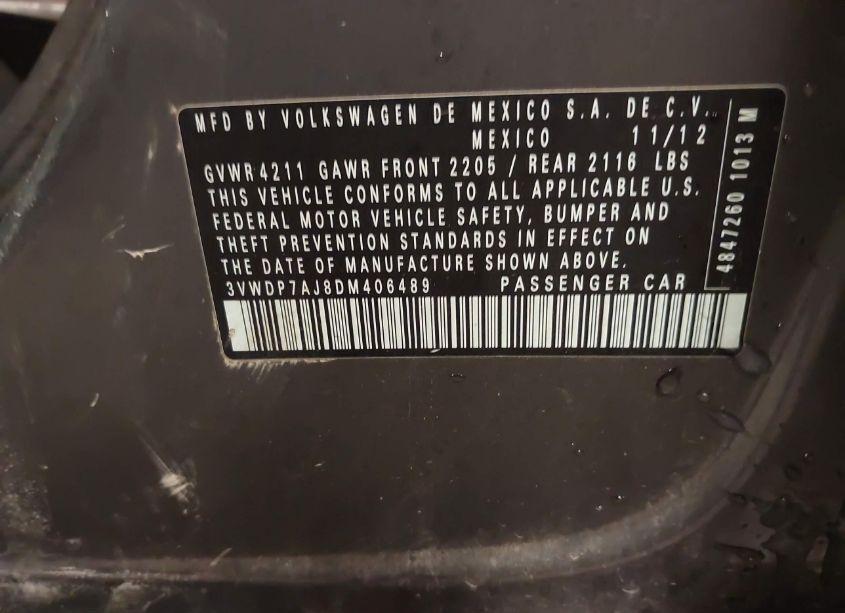 MFD BY VOLKSWAGEN DE MEXICO S.A. DE C.V.
MEXICO 11/12
GVWR 4211 GAWR FRONT 2205 / REAR 2116 LBS
THIS VEHICLE CONFORMS TO ALL APPLICABLE U.S.
FEDERAL MOTOR VEHICLE SAFETY, BUMPER AND
THEFT PREVENTION STANDARDS IN EFFECT ON
THE DATE OF MANUFACTURE SHOWN ABOVE.
3VWDP7AJ8DM406489 PASSENGER CAR
4847260 1013 M